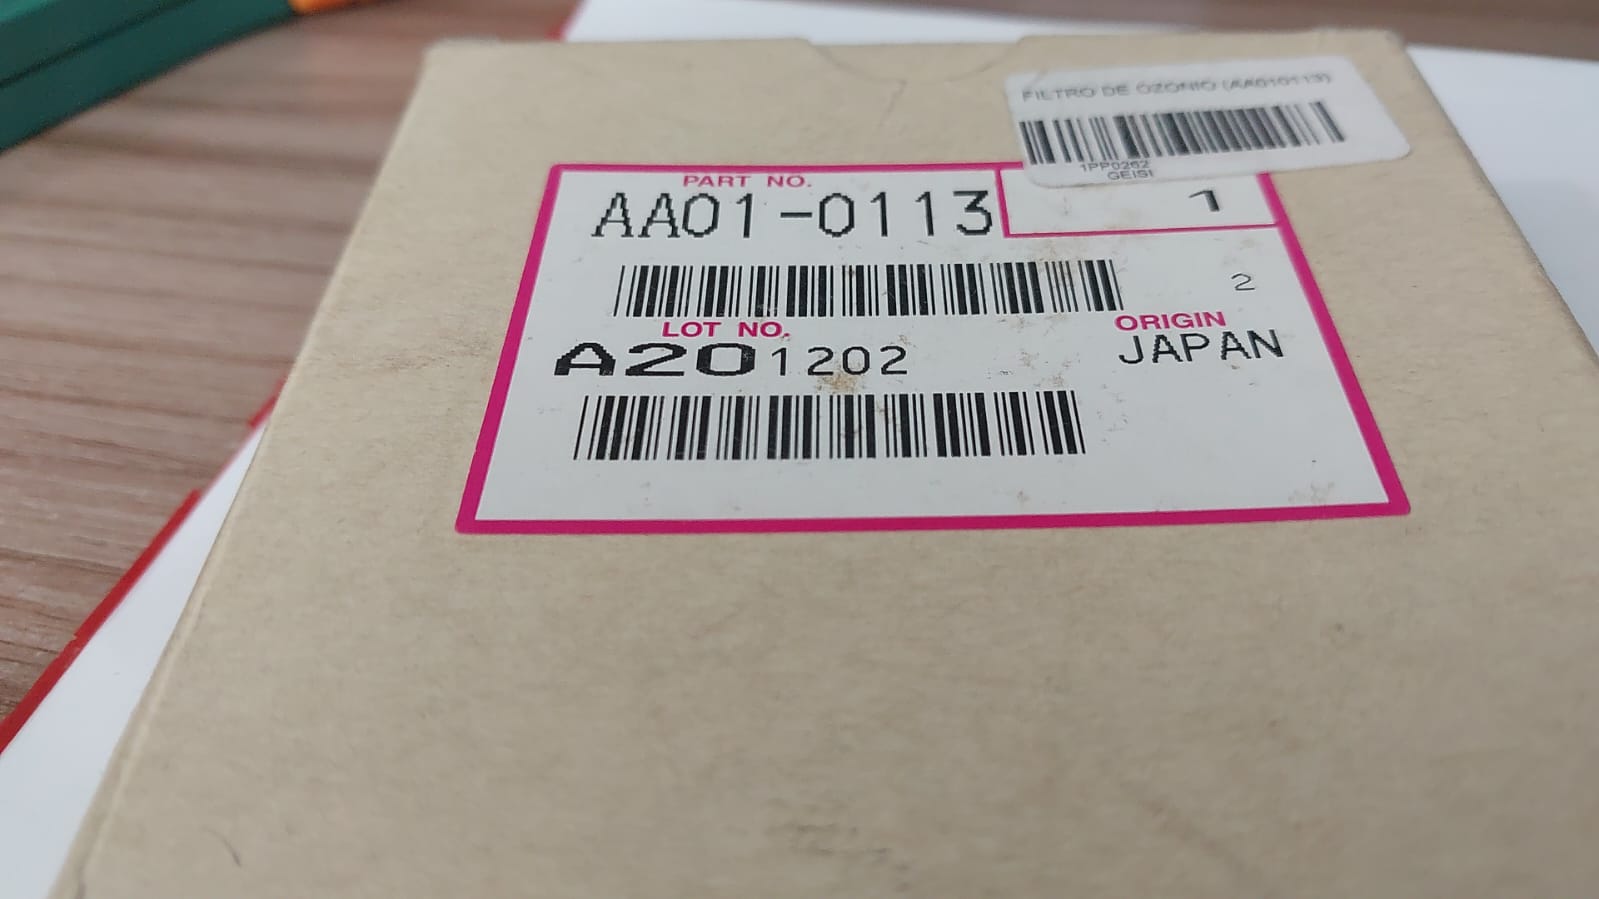 FILTRO DE OZONIO (AA010113)
1PP0262
GEISI
PART NO.
AA01-0113
1
2
LOT NO.
A201202
ORIGIN
JAPAN